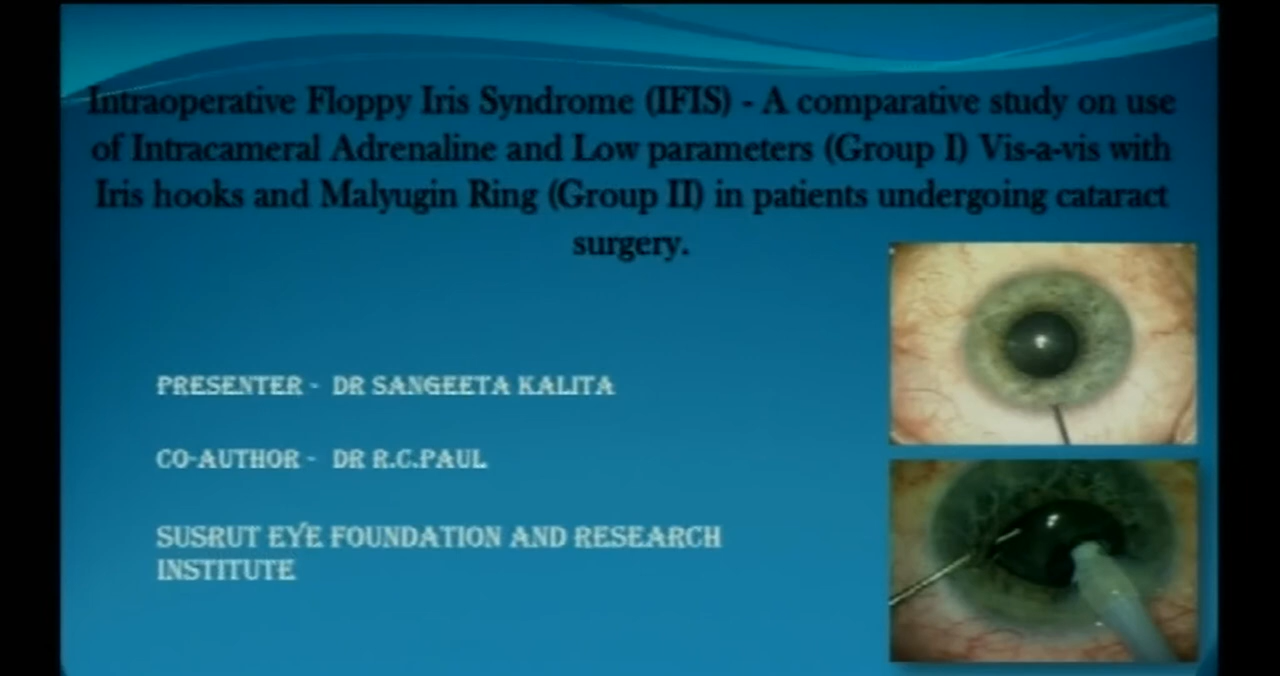 Intraoperative Floppy Iris Syndrome (IFIS) - A comparative study on use
of Intracameral Adrenaline and Low parameters (Group I) Vis-a-vis with
Iris hooks and Malyugin Ring (Group II) in patients undergoing cataract
surgery.
PRESENTER - DR SANGEETA KALITA
CO-AUTHOR - DR R.C.PAUL
SUSRUT EYE FOUNDATION AND RESEARCH
INSTITUTE